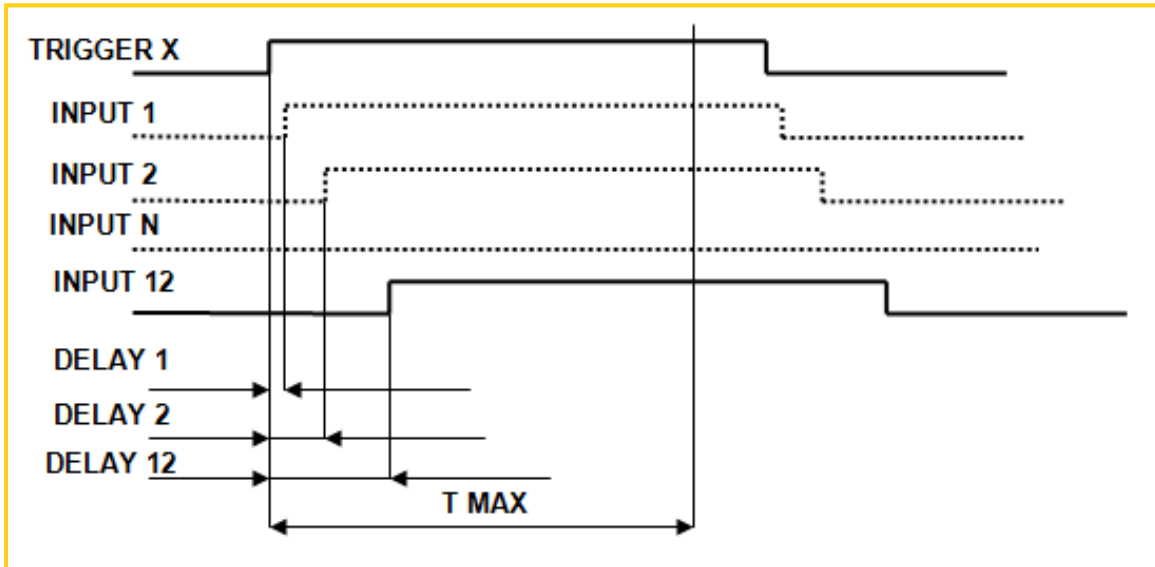 TRIGGER X
INPUT 1
INPUT 2
INPUT N
INPUT 12
DELAY 1
DELAY 2
DELAY 12
T MAX